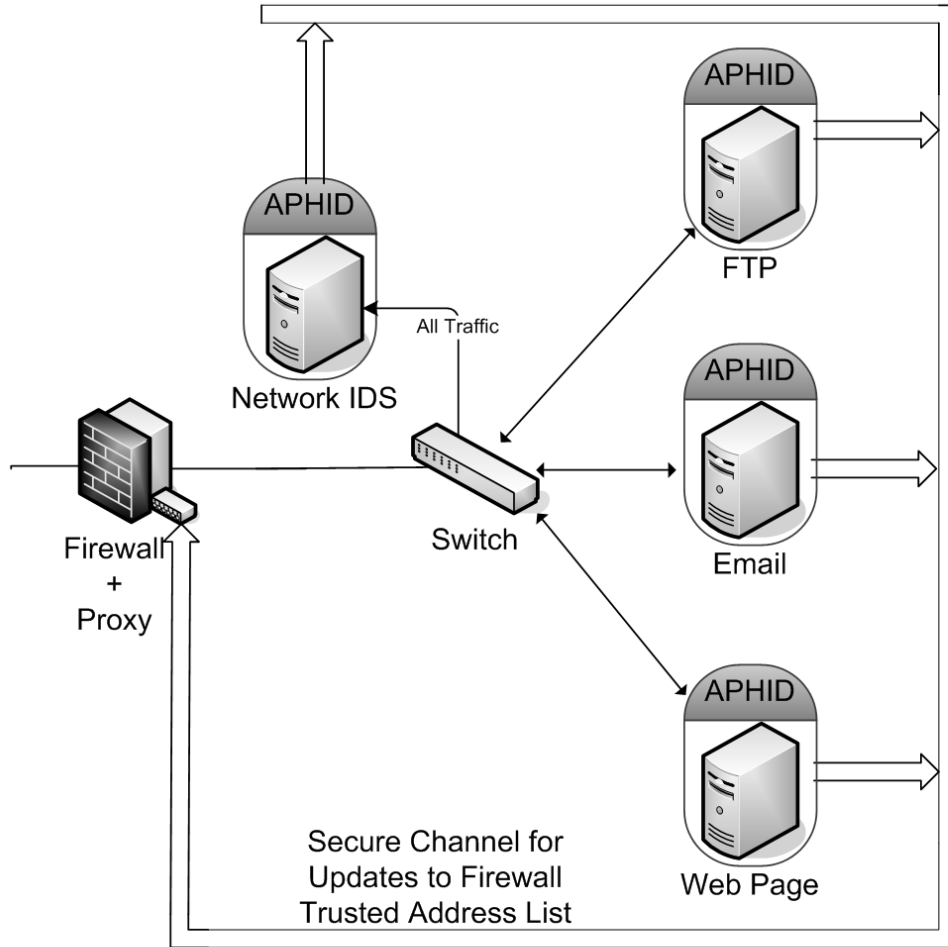 APHID
FTP
APHID
All Traffic
Network IDS
APHID
Email
Switch
Firewall
+
Proxy
APHID
Web Page
Secure Channel for
Updates to Firewall
Trusted Address List